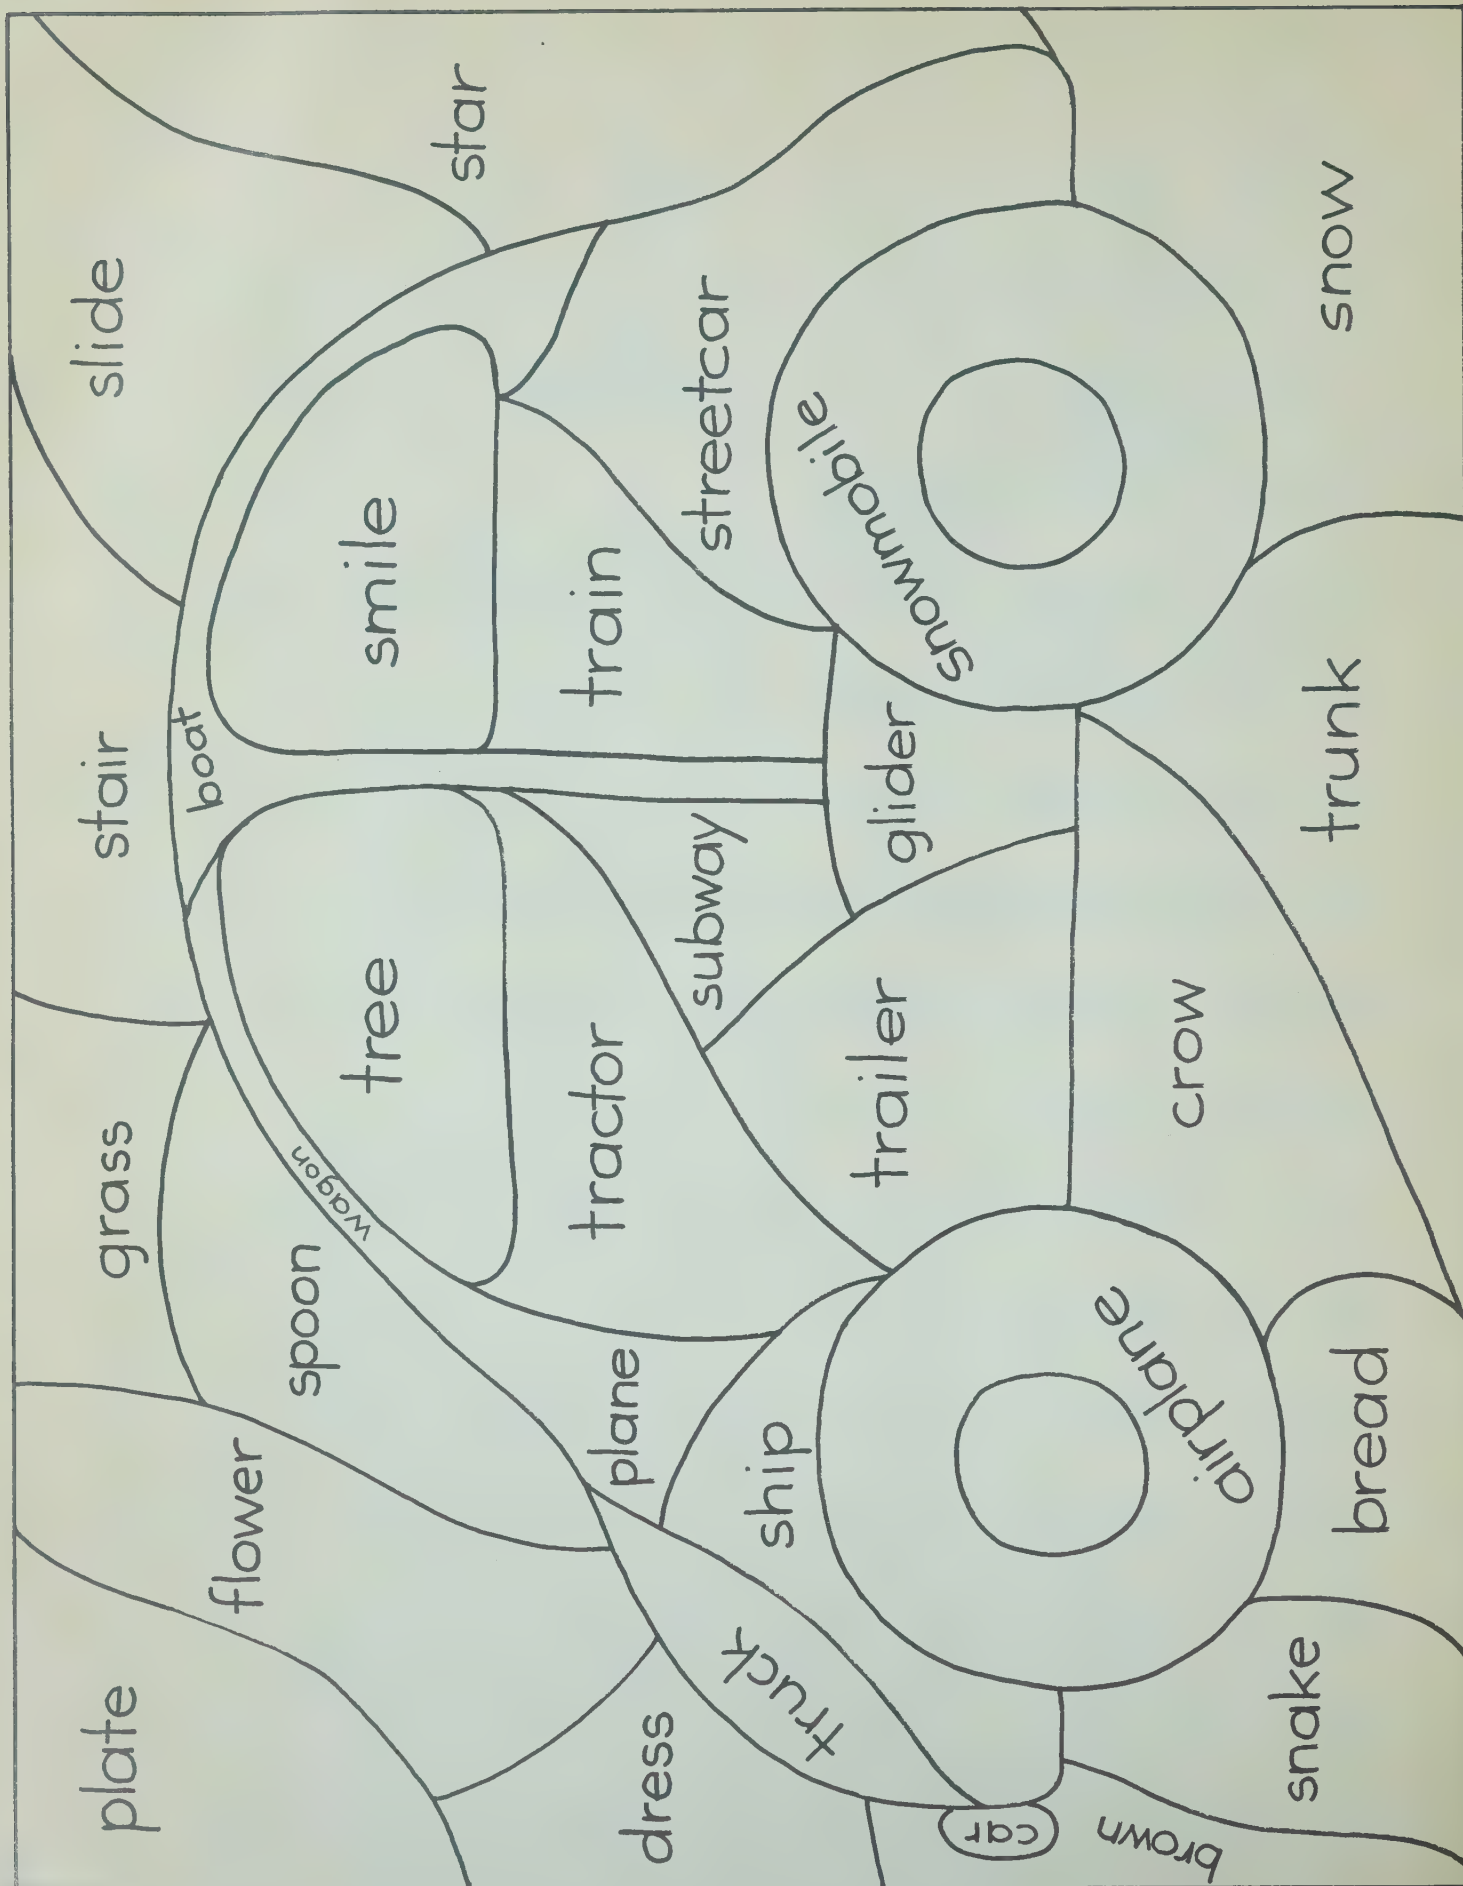 plate
grass
stair
slide
flower
boat
spoon
wagon
tree
smile
star
dress
plane
tractor
train
subway
streetcar
truck
ship
trailer
glider
snowmobile
car
airplane
crow
brown
snake
bread
trunk
snow